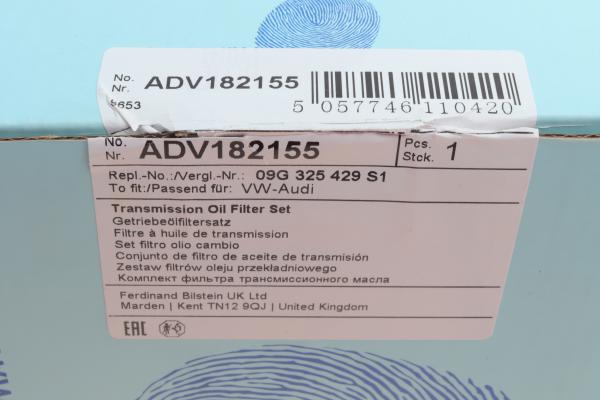 No.
Nr. ADV182155
5 057746 110420
No.
Nr. ADV182155
Pcs.
Stck. 1
Repl.-No.:/Vergl.-Nr.: 09G 325 429 S1
To fit:/Passend für: VW-Audi
Transmission Oil Filter Set
Getriebeölfiltersatz
Filtre à huile de transmission
Set filtro olio cambio
Conjunto de filtro de aceite de transmisión
Zestaw filtrów oleju przekładniowego
Комплект фильтра трансмиссионного масла
Ferdinand Bilstein UK Ltd
Marden | Kent TN12 9QJ | United Kingdom
EAC